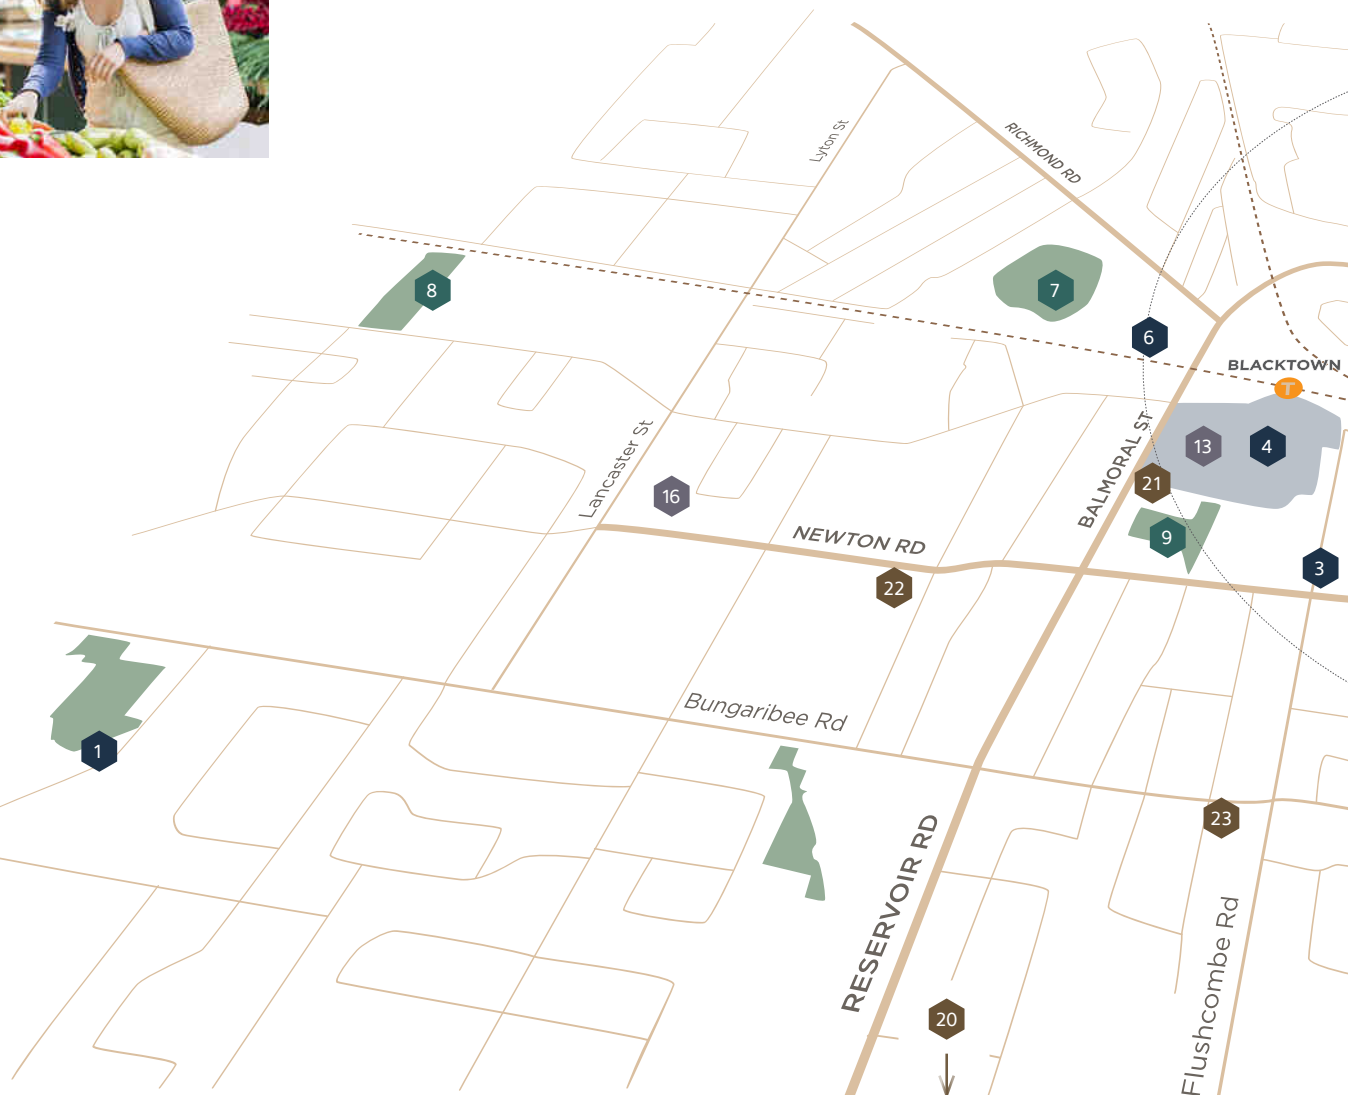 Lyton St
RICHMOND RD
8
7
6
BLACKTOWN
T
Lancaster St
BALMORAL ST
13
4
16
21
NEWTON RD
9
3
22
1
Bungaribee Rd
23
RESERVOIR RD
Flushcombe Rd
20